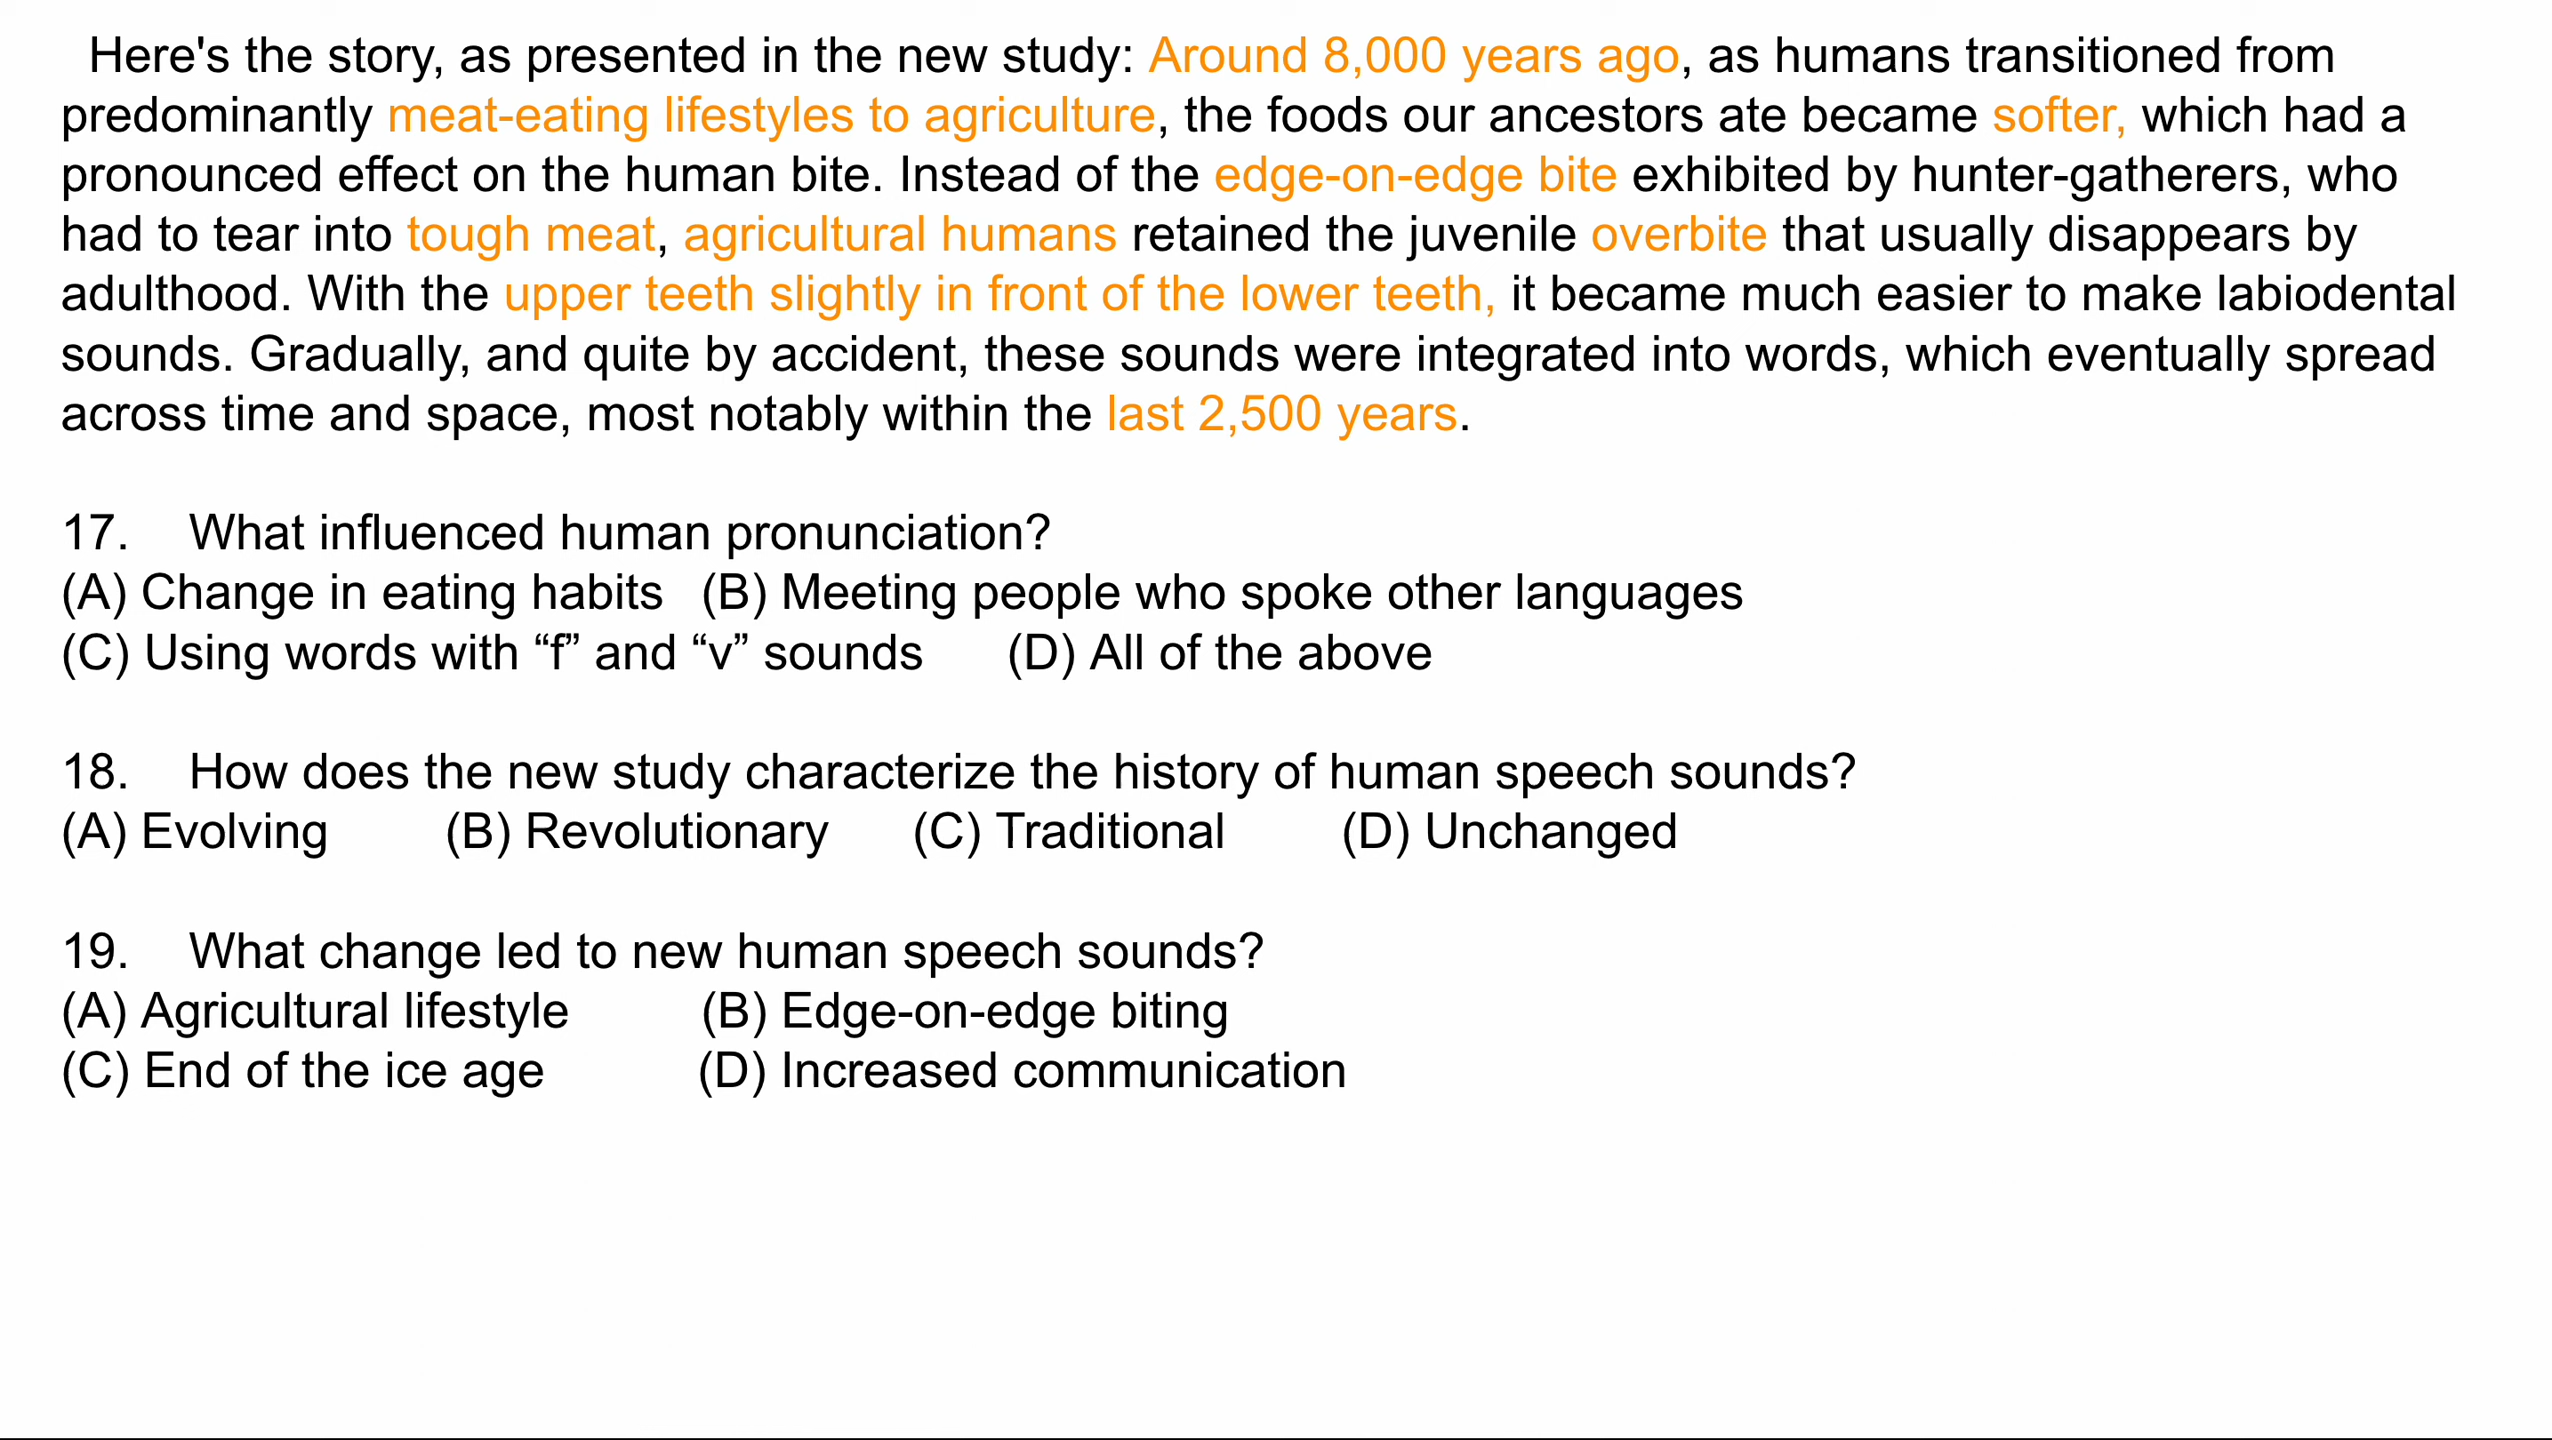 Here's the story, as presented in the new study: Around 8,000 years ago, as humans transitioned from
predominantly meat-eating lifestyles to agriculture, the foods our ancestors ate became softer, which had a
pronounced effect on the human bite. Instead of the edge-on-edge bite exhibited by hunter-gatherers, who
had to tear into tough meat, agricultural humans retained the juvenile overbite that usually disappears by
adulthood. With the upper teeth slightly in front of the lower teeth, it became much easier to make labiodental
sounds. Gradually, and quite by accident, these sounds were integrated into words, which eventually spread
across time and space, most notably within the last 2,500 years.
17. What influenced human pronunciation?
(A) Change in eating habits (B) Meeting people who spoke other languages
(C) Using words with “f” and “v” sounds (D) All of the above
18. How does the new study characterize the history of human speech sounds?
(A) Evolving (B) Revolutionary (C) Traditional (D) Unchanged
19. What change led to new human speech sounds?
(A) Agricultural lifestyle (B) Edge-on-edge biting
(C) End of the ice age (D) Increased communication